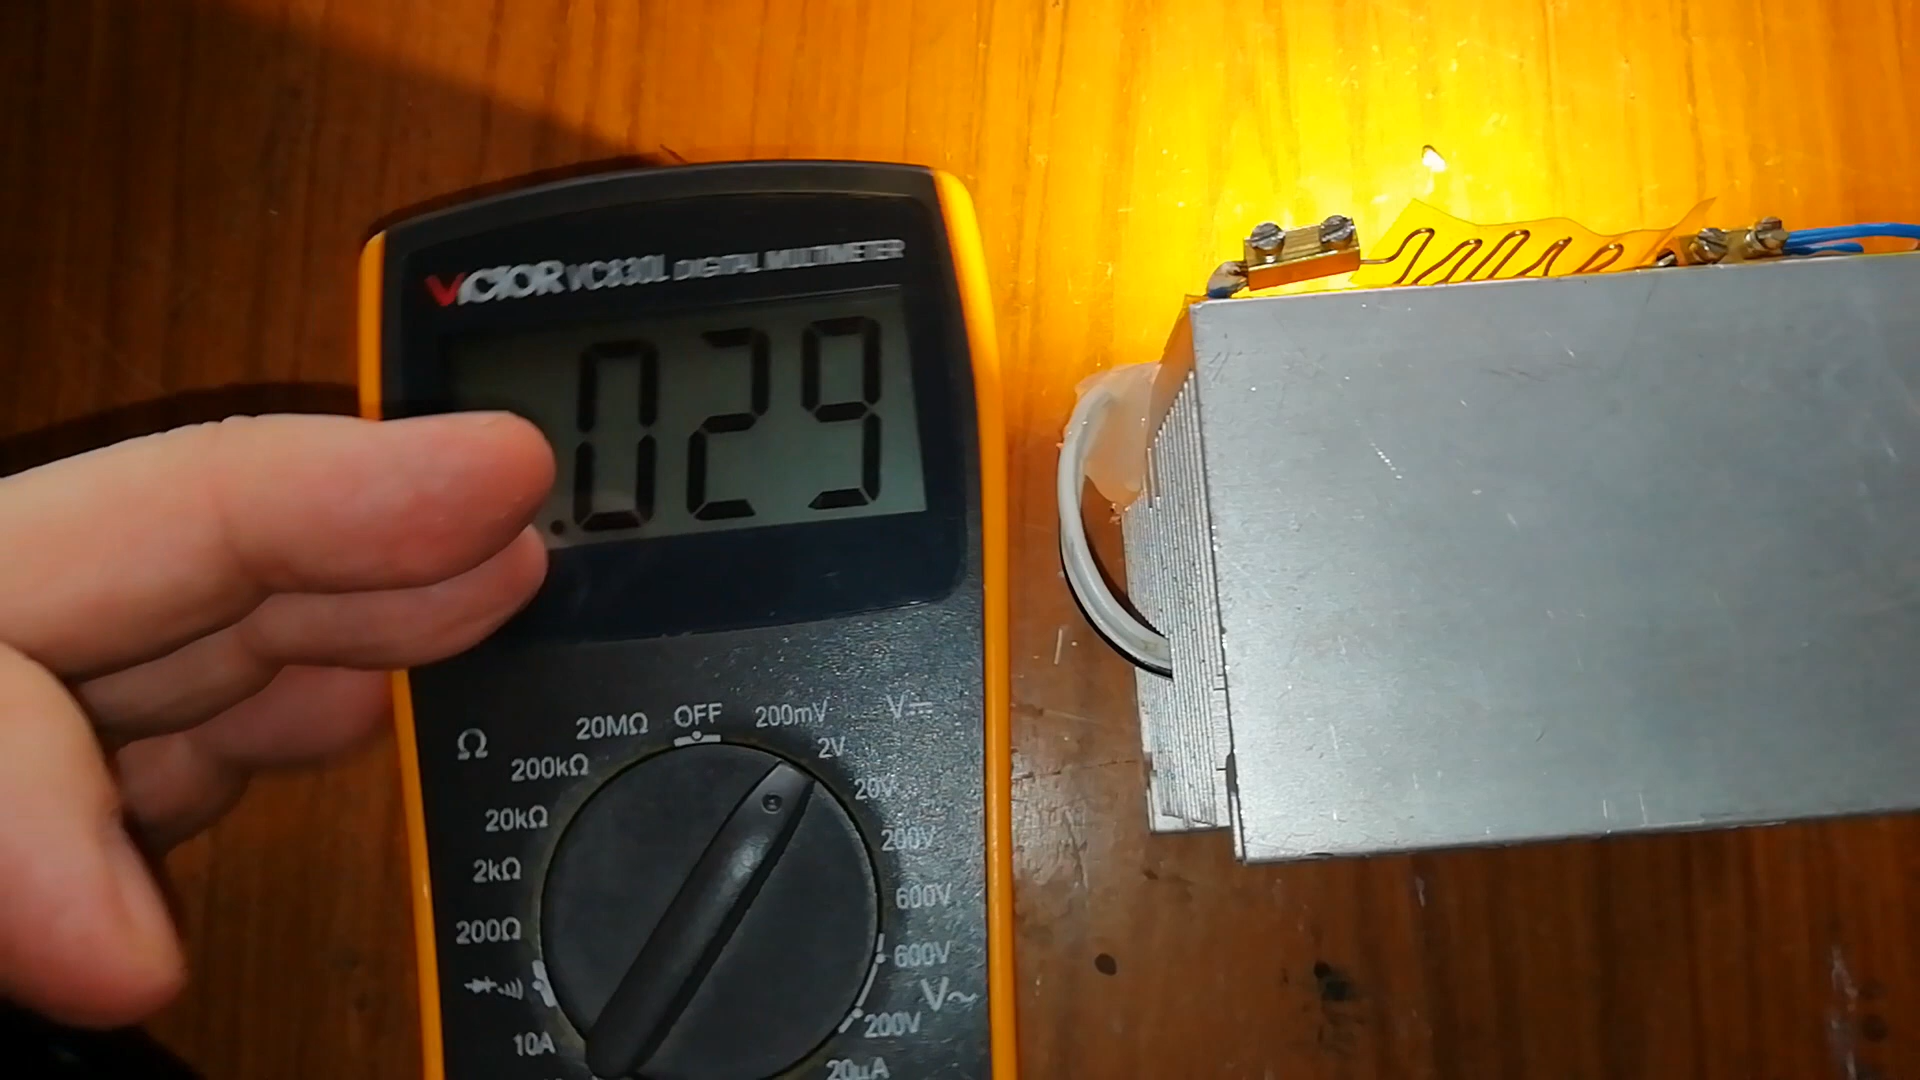 VICTOR VC830L DIGITAL MULTIMETER
.029
OFF
20MΩ
200mV
V⎓
Ω
2V
200kΩ
20V
20kΩ
200V
2kΩ
600V
200Ω
600V
V~
10A
200V
20µA